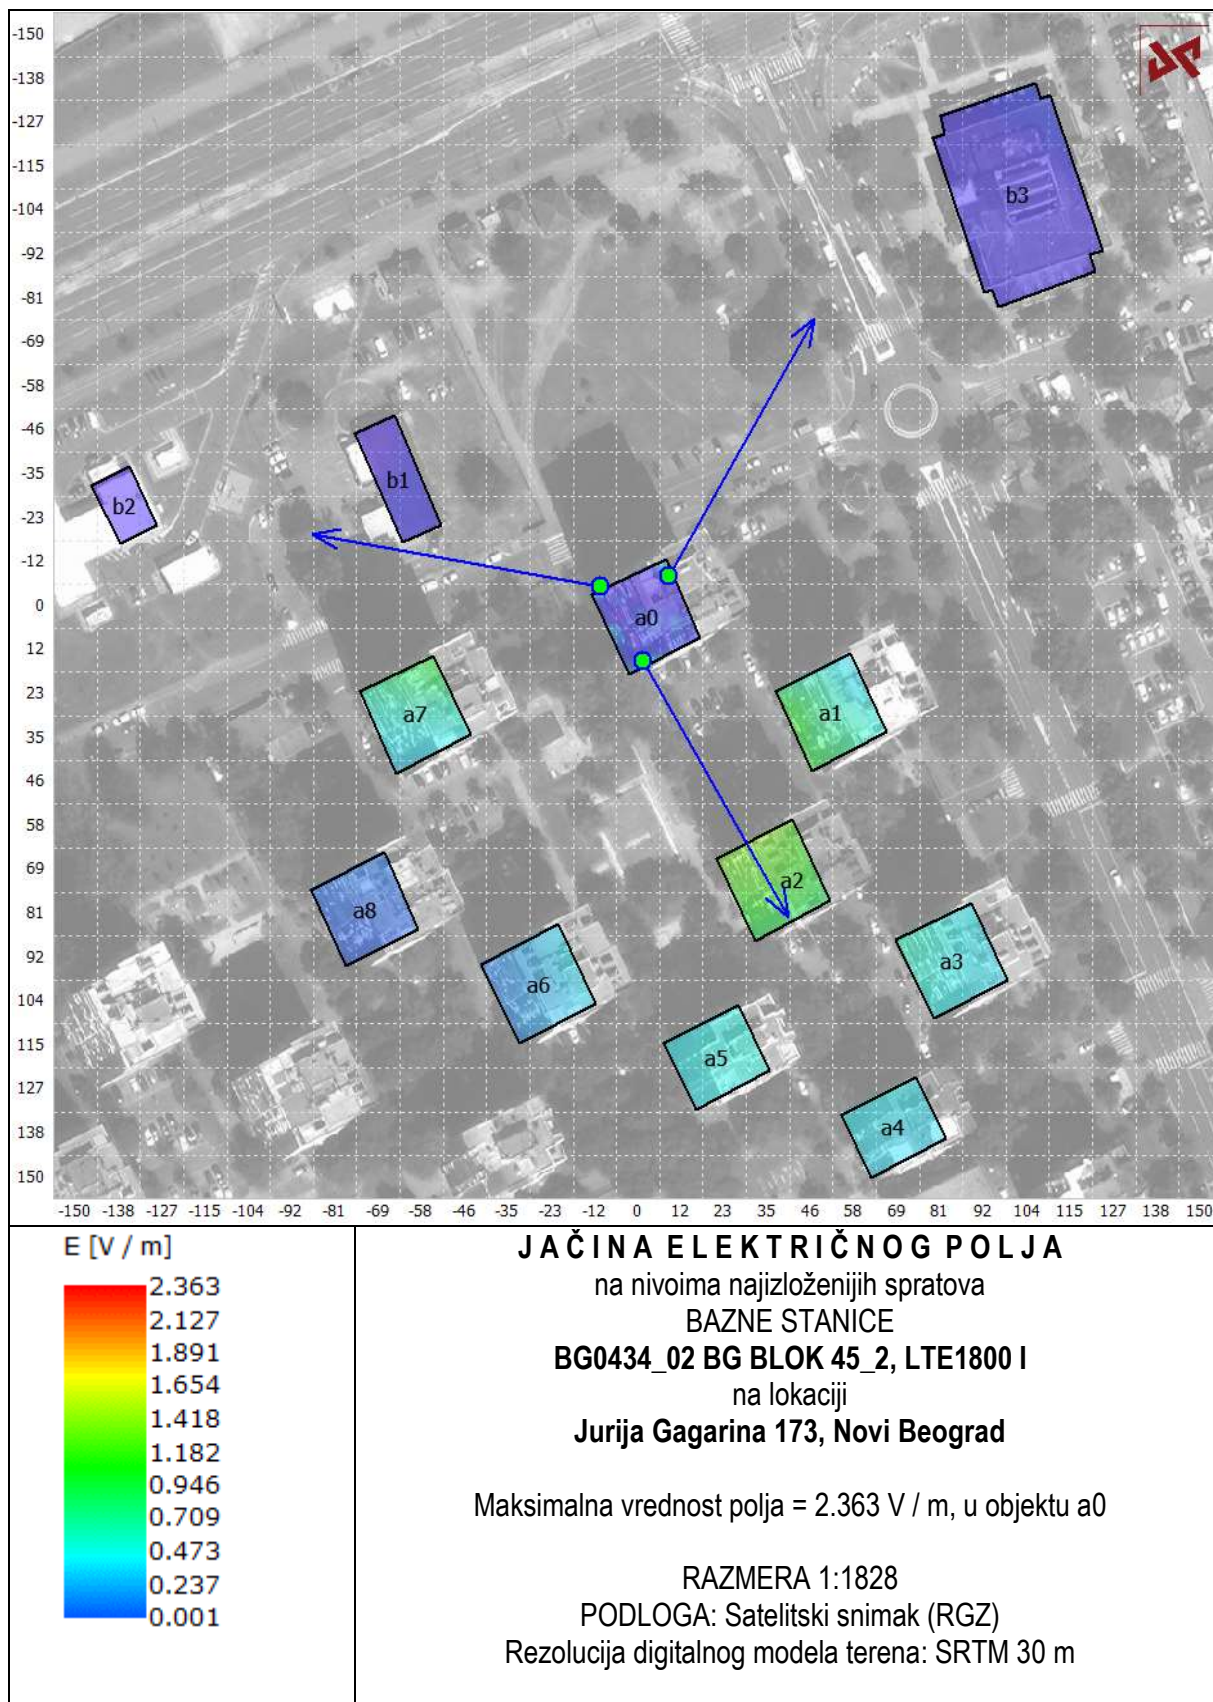 -150
-138
-127
-115
-104
-92
-81
-69
-58
-46
-35
-23
-12
0
12
23
35
46
58
69
81
92
104
115
127
138
150
b3
b1
b2
a0
a7
a1
a2
a8
a3
a6
a5
a4
-150 -138 -127 -115 -104 -92 -81 -69 -58 -46 -35 -23 -12 0 12 23 35 46 58 69 81 92 104 115 127 138 150
E [V / m]
2.363
2.127
1.891
1.654
1.418
1.182
0.946
0.709
0.473
0.237
0.001
J A Č I N A  E L E K T R I Č N O G  P O L J A
na nivoima najizloženijih spratova
BAZNE STANICE
BG0434_02 BG BLOK 45_2, LTE1800 I
na lokaciji
Jurija Gagarina 173, Novi Beograd
Maksimalna vrednost polja = 2.363 V / m, u objektu a0
RAZMERA 1:1828
PODLOGA: Satelitski snimak (RGZ)
Rezolucija digitalnog modela terena: SRTM 30 m